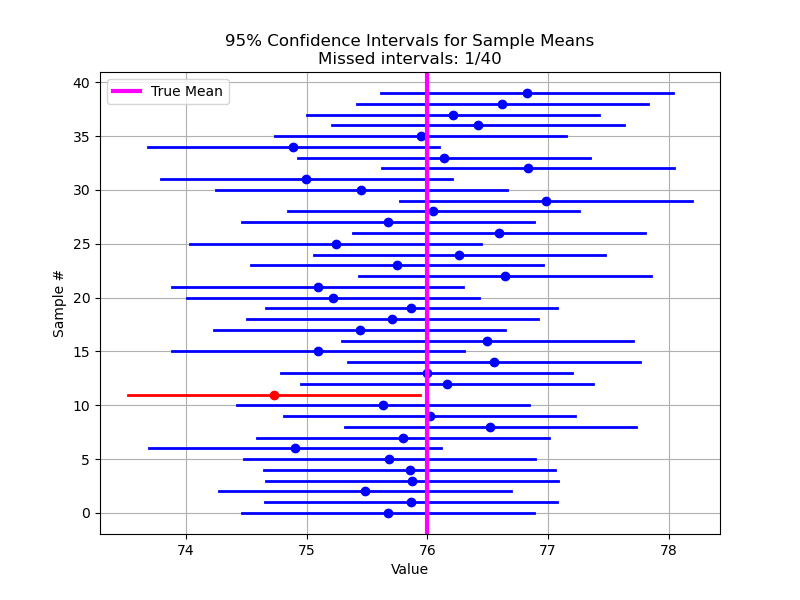 95% Confidence Intervals for Sample Means
Missed intervals: 1/40
True Mean
40
35
30
25
20
15
10
5
0
Sample #
74 75 76 77 78
Value